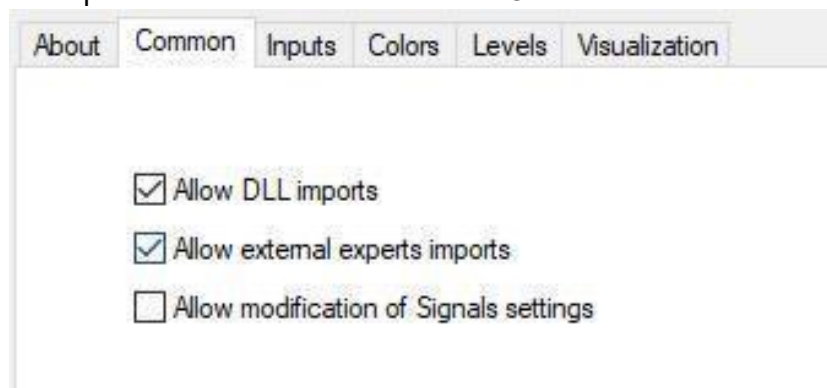 About Common Inputs Colors Levels Visualization
Allow DLL imports
Allow external experts imports
Allow modification of Signals settings